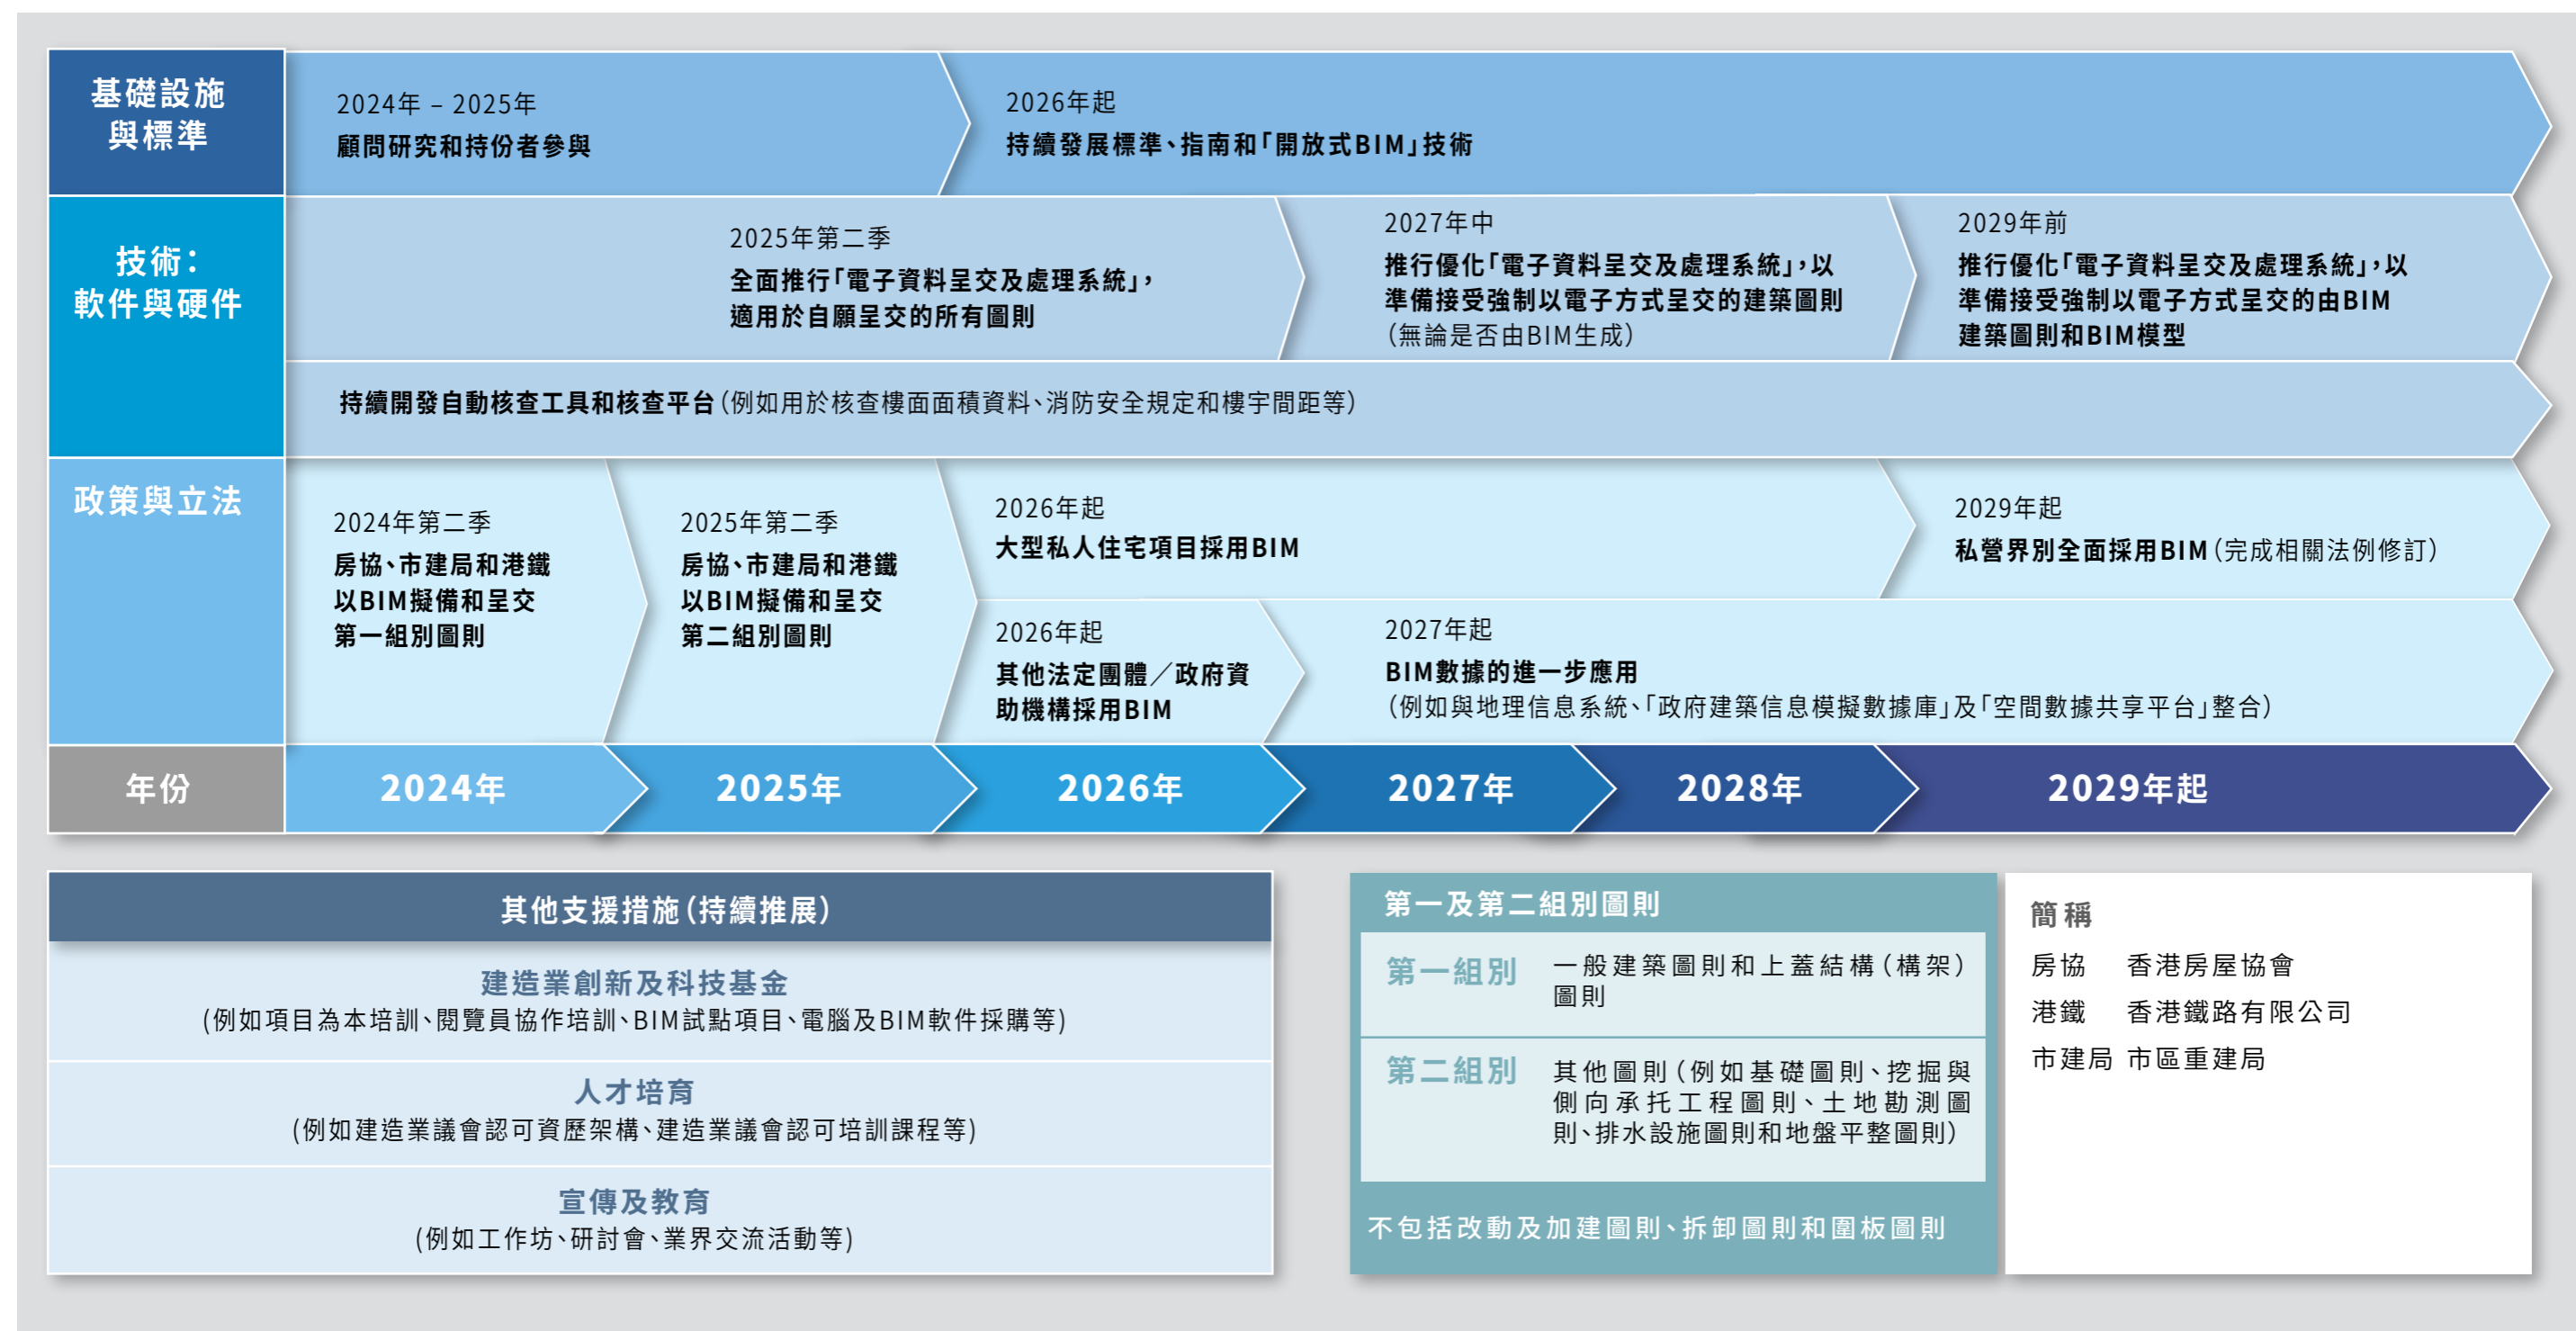 基礎設施
與標準
2024年 – 2025年
顧問研究和持份者參與
2026年起
持續發展標準、指南和「開放式BIM」技術
技術：
軟件與硬件
2025年第二季
全面推行「電子資料呈交及處理系統」，
適用於自願呈交的所有圖則
2027年中
推行優化「電子資料呈交及處理系統」，以
準備接受強制以電子方式呈交的建築圖則
（無論是否由BIM生成）
2029年前
推行優化「電子資料呈交及處理系統」，以
準備接受強制以電子方式呈交的由BIM
建築圖則和BIM模型
持續開發自動核查工具和核查平台（例如用於核查樓面面積資料、消防安全規定和樓宇間距等）
政策與立法
2024年第二季
房協、市建局和港鐵
以BIM擬備和呈交
第一組別圖則
2025年第二季
房協、市建局和港鐵
以BIM擬備和呈交
第二組別圖則
2026年起
大型私人住宅項目採用BIM
2029年起
私營界別全面採用BIM（完成相關法例修訂）
2026年起
其他法定團體／政府資
助機構採用BIM
2027年起
BIM數據的進一步應用
（例如與地理信息系統、「政府建築信息模擬數據庫」及「空間數據共享平台」整合）
年份
2024年
2025年
2026年
2027年
2028年
2029年起
其他支援措施（持續推展）
建造業創新及科技基金
(例如項目為本培訓、閱覽員協作培訓、BIM試點項目、電腦及BIM軟件採購等)
人才培育
(例如建造業議會認可資歷架構、建造業議會認可培訓課程等)
宣傳及教育
(例如工作坊、研討會、業界交流活動等)
第一及第二組別圖則
第一組別 一般建築圖則和上蓋結構（構架）
圖則
第二組別 其他圖則（例如基礎圖則、挖掘與
側向承托工程圖則、土地勘測圖
則、排水設施圖則和地盤平整圖則）
不包括改動及加建圖則、拆卸圖則和圍板圖則
簡稱
房協 香港房屋協會
港鐵 香港鐵路有限公司
市建局 市區重建局